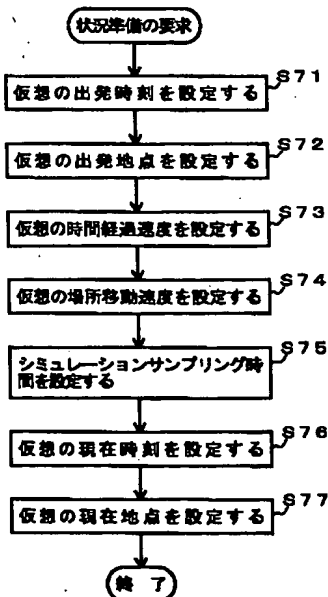 状況準備の要求
S71
仮想の出発時刻を設定する
S72
仮想の出発地点を設定する
S73
仮想の時間経過速度を設定する
S74
仮想の場所移動速度を設定する
S75
シミュレーションサンプリング時
間を設定する
S76
仮想の現在時刻を設定する
S77
仮想の現在地点を設定する
終 了